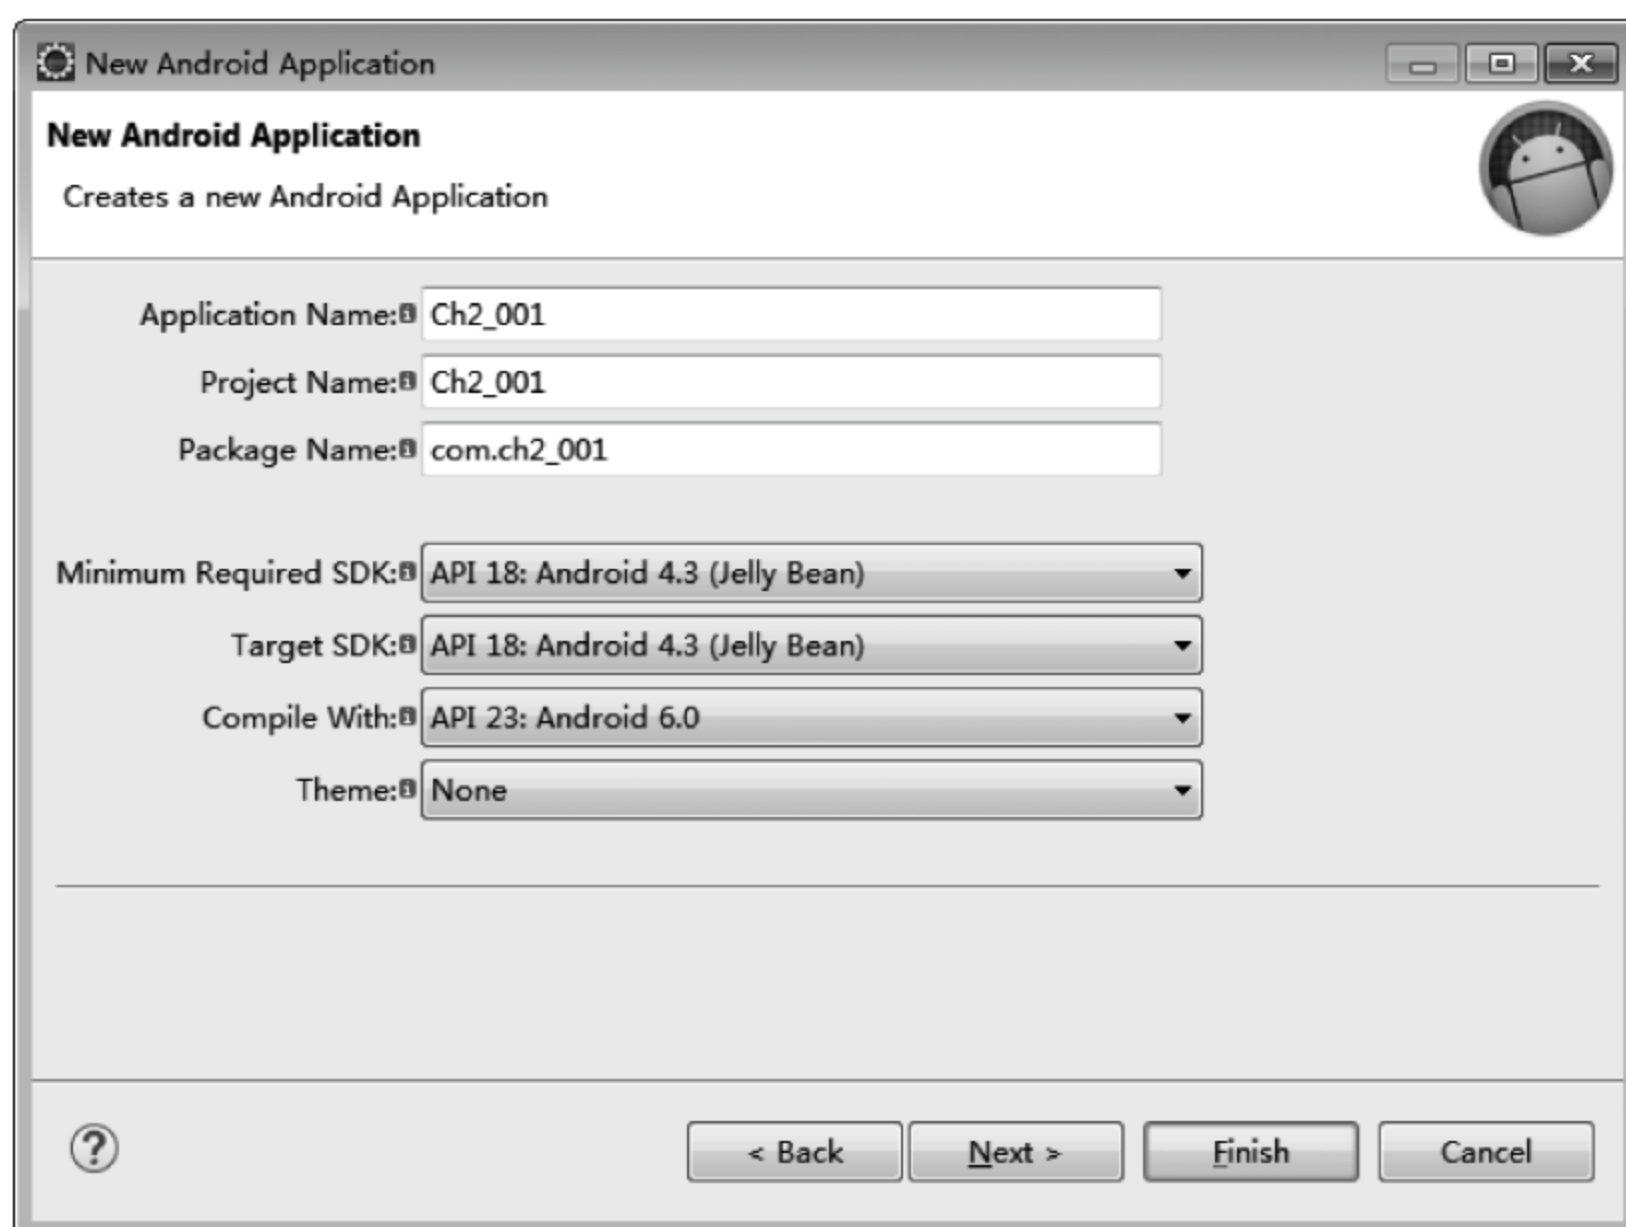 New Android Application
New Android Application
Creates a new Android Application
Application Name: Ch2_001
Project Name: Ch2_001
Package Name: com.ch2_001
Minimum Required SDK: API 18: Android 4.3 (Jelly Bean)
Target SDK: API 18: Android 4.3 (Jelly Bean)
Compile With: API 23: Android 6.0
Theme: None
? < Back Next > Finish Cancel